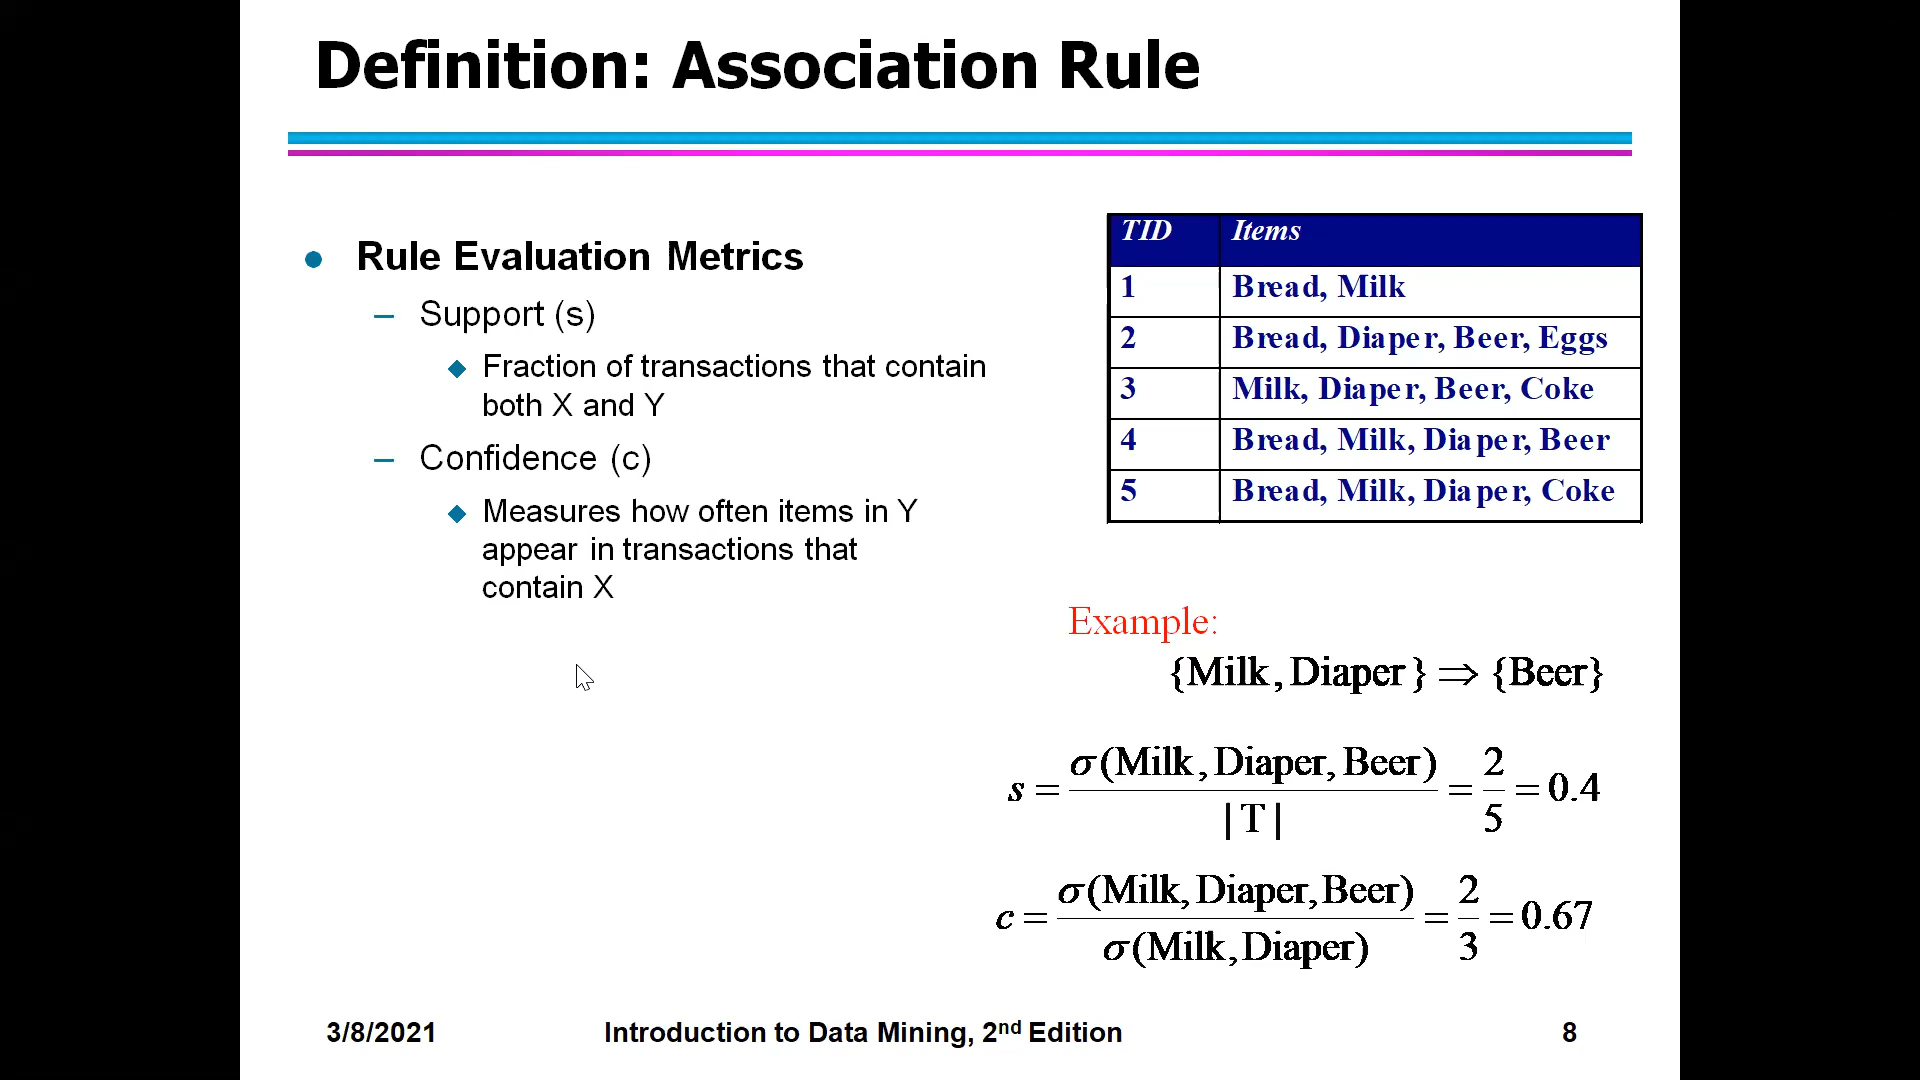 Definition: Association Rule
● Rule Evaluation Metrics
– Support (s)
◆ Fraction of transactions that contain
both X and Y
– Confidence (c)
◆ Measures how often items in Y
appear in transactions that
contain X
TID Items
1 Bread, Milk
2 Bread, Diaper, Beer, Eggs
3 Milk, Diaper, Beer, Coke
4 Bread, Milk, Diaper, Beer
5 Bread, Milk, Diaper, Coke
Example:
{Milk, Diaper} ⇒ {Beer}
s = σ(Milk, Diaper, Beer) / |T| = 2/5 = 0.4
c = σ(Milk, Diaper, Beer) / σ(Milk, Diaper) = 2/3 = 0.67
3/8/2021 Introduction to Data Mining, 2nd Edition 8